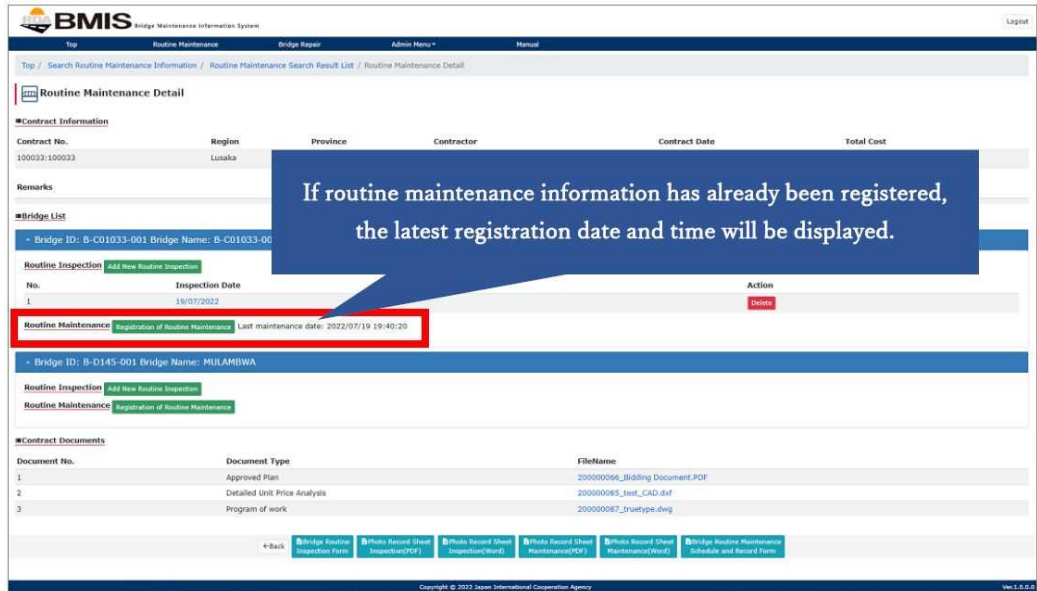 RDA BMIS Bridge Maintenance Information System
Logout
Top Routine Maintenance Bridge Repair Admin Menu Manual
Top / Search Routine Maintenance Information / Routine Maintenance Search Result List / Routine Maintenance Detail
Routine Maintenance Detail
Contract Information
Contract No. Region Province Contractor Contract Date Total Cost
100033:100033 Lusaka
Remarks
If routine maintenance information has already been registered,
the latest registration date and time will be displayed.
Bridge List
- Bridge ID: B-C01033-001 Bridge Name: B-C01033-00
Routine Inspection Add New Routine Inspection
No. Inspection Date Action
1 19/07/2022 Delete
Routine Maintenance Registration of Routine Maintenance Last maintenance date: 2022/07/19 19:40:20
- Bridge ID: B-D145-001 Bridge Name: MULAMBWA
Routine Inspection Add New Routine Inspection
Routine Maintenance Registration of Routine Maintenance
Contract Documents
Document No. Document Type FileName
1 Approved Plan 200000066_Bidding Document.PDF
2 Detailed Unit Price Analysis 200000085_test_CAD.dxf
3 Program of work 200000087_truetype.dwg
←Back
Bridge Routine
Inspection Form
Photo Record Sheet
Inspection(PDF)
Photo Record Sheet
Inspection(Word)
Photo Record Sheet
Maintenance(PDF)
Photo Record Sheet
Maintenance(Word)
Bridge Routine Maintenance
Schedule and Record Form
Copyright © 2022 Japan International Cooperation Agency
Ver.1.0.0.0